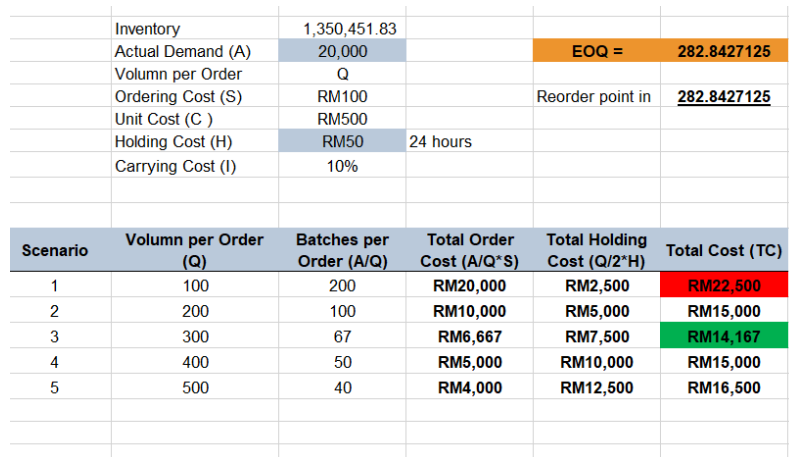 Inventory 1,350,451.83
Actual Demand (A) 20,000 EOQ = 282.8427125
Volumn per Order Q
Ordering Cost (S) RM100 Reorder point in 282.8427125
Unit Cost (C ) RM500
Holding Cost (H) RM50 24 hours
Carrying Cost (I) 10%
Scenario Volumn per Order (Q) Batches per Order (A/Q) Total Order Cost (A/Q*S) Total Holding Cost (Q/2*H) Total Cost (TC)
1 100 200 RM20,000 RM2,500 RM22,500
2 200 100 RM10,000 RM5,000 RM15,000
3 300 67 RM6,667 RM7,500 RM14,167
4 400 50 RM5,000 RM10,000 RM15,000
5 500 40 RM4,000 RM12,500 RM16,500